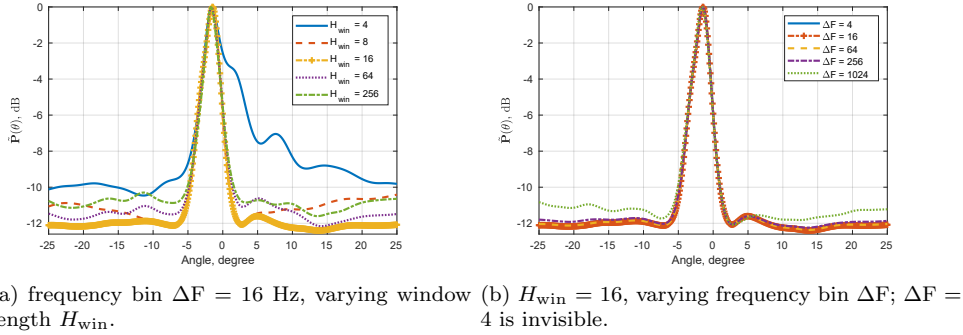 0
-2
-4
-6
-8
-10
-12
P̄(θ), dB
-25 -20 -15 -10 -5 0 5 10 15 20 25
Angle, degree
H_win = 4
H_win = 8
H_win = 16
H_win = 64
H_win = 256
0
-2
-4
-6
-8
-10
-12
P̄(θ), dB
-25 -20 -15 -10 -5 0 5 10 15 20 25
Angle, degree
ΔF = 4
ΔF = 16
ΔF = 64
ΔF = 256
ΔF = 1024
a) frequency bin ΔF = 16 Hz, varying window
ength H_win.
(b) H_win = 16, varying frequency bin ΔF; ΔF =
4 is invisible.